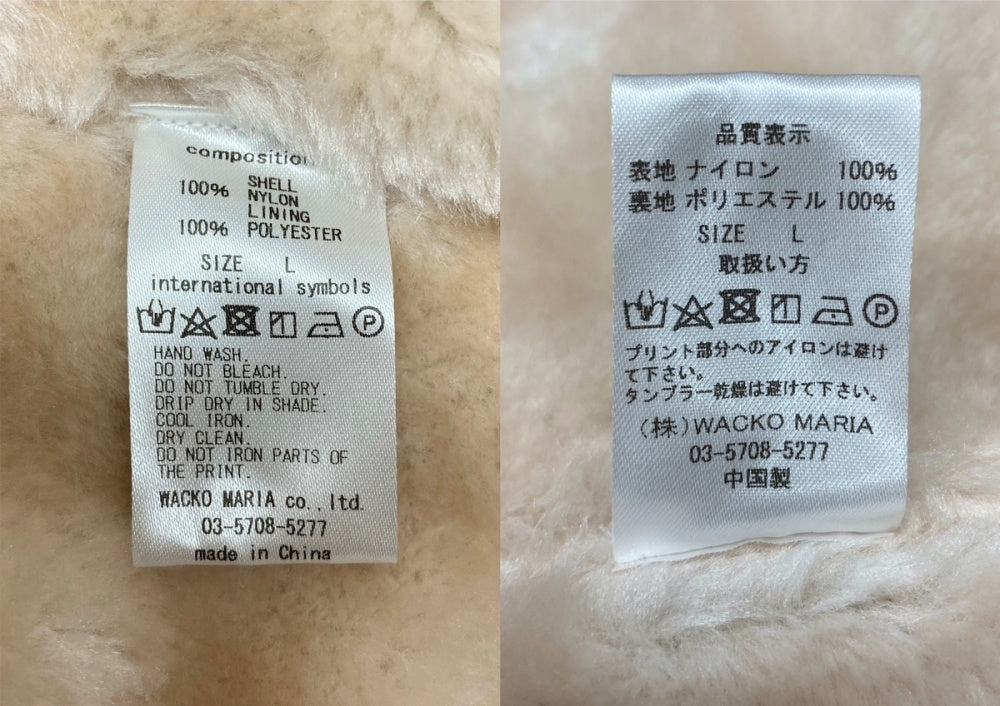 composition
100% SHELL
NYLON
LINING
100% POLYESTER
SIZE L
international symbols
P
HAND WASH.
DO NOT BLEACH.
DO NOT TUMBLE DRY.
DRIP DRY IN SHADE.
COOL IRON.
DRY CLEAN.
DO NOT IRON PARTS OF
THE PRINT.
WACKO MARIA co.,ltd.
03-5708-5277
made in China
品質表示
表地 ナイロン 100%
裏地 ポリエステル 100%
SIZE L
取扱い方
P
プリント部分へのアイロンは避け
て下さい。
タンブラー乾燥は避けて下さい。
(株)WACKO MARIA
03-5708-5277
中国製